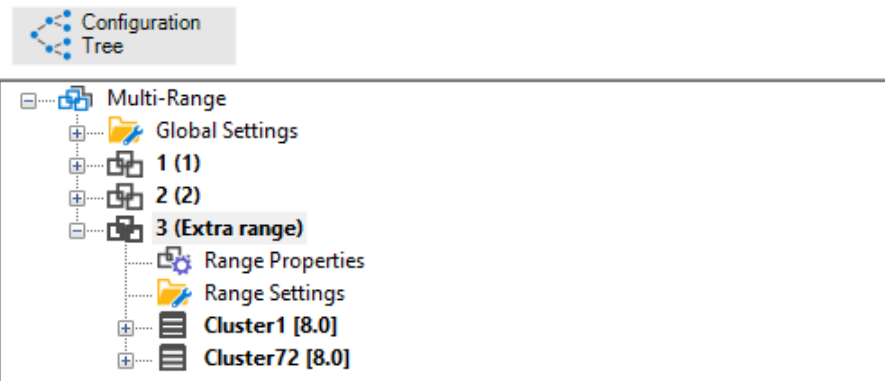 Configuration
Tree
Multi-Range
Global Settings
1 (1)
2 (2)
3 (Extra range)
Range Properties
Range Settings
Cluster1 [8.0]
Cluster72 [8.0]